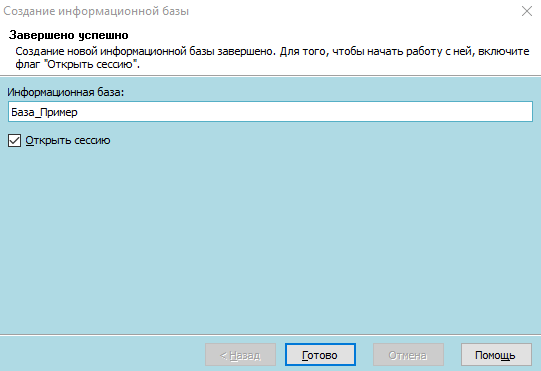 Создание информационной базы
Завершено успешно
Создание новой информационной базы завершено. Для того, чтобы начать работу с ней, включите
флаг "Открыть сессию".
Информационная база:
База_Пример
Открыть сессию
< Назад
Готово
Отмена
Помощь